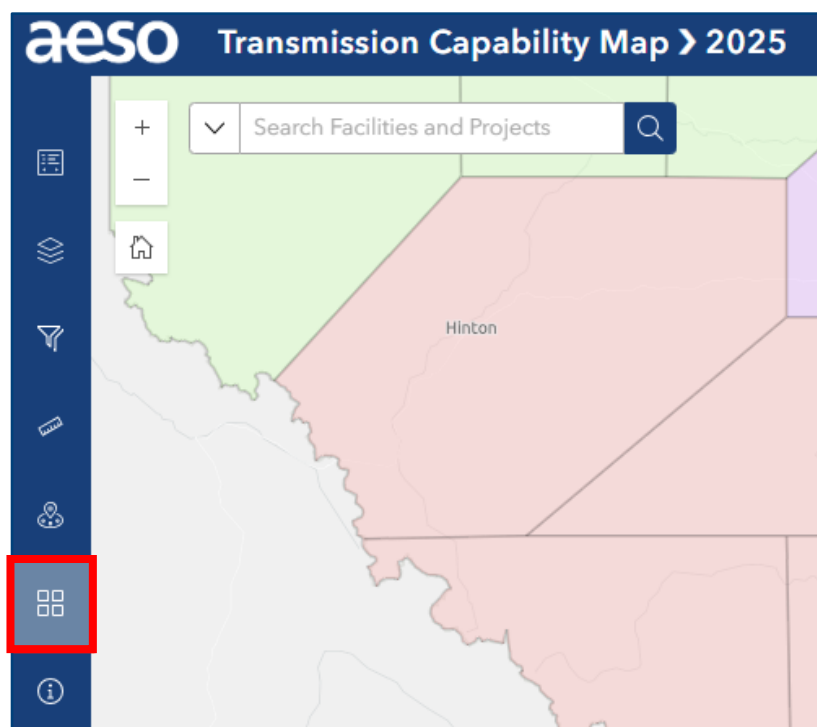 aeso Transmission Capability Map ❯ 2025
Search Facilities and Projects
Hinton